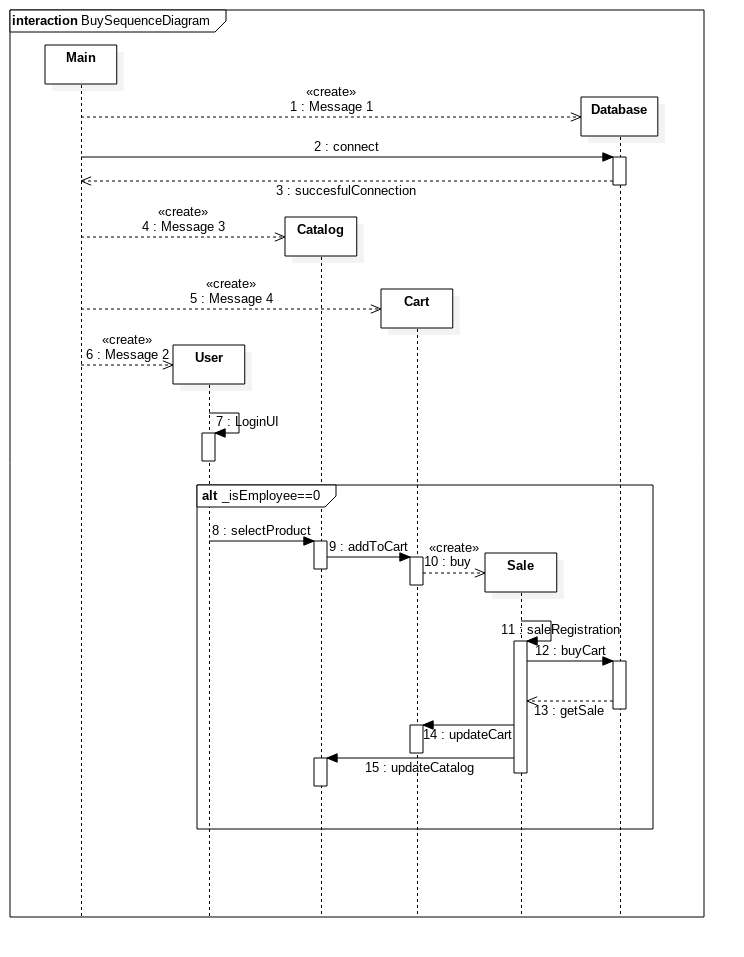 interaction BuySequenceDiagram
Main
«create»
1 : Message 1
Database
2 : connect
3 : succesfulConnection
«create»
4 : Message 3
Catalog
«create»
5 : Message 4
Cart
«create»
6 : Message 2
User
7 : LoginUI
alt _isEmployee==0
8 : selectProduct
9 : addToCart
«create»
10 : buy
Sale
11 : saleRegistration
12 : buyCart
13 : getSale
14 : updateCart
15 : updateCatalog